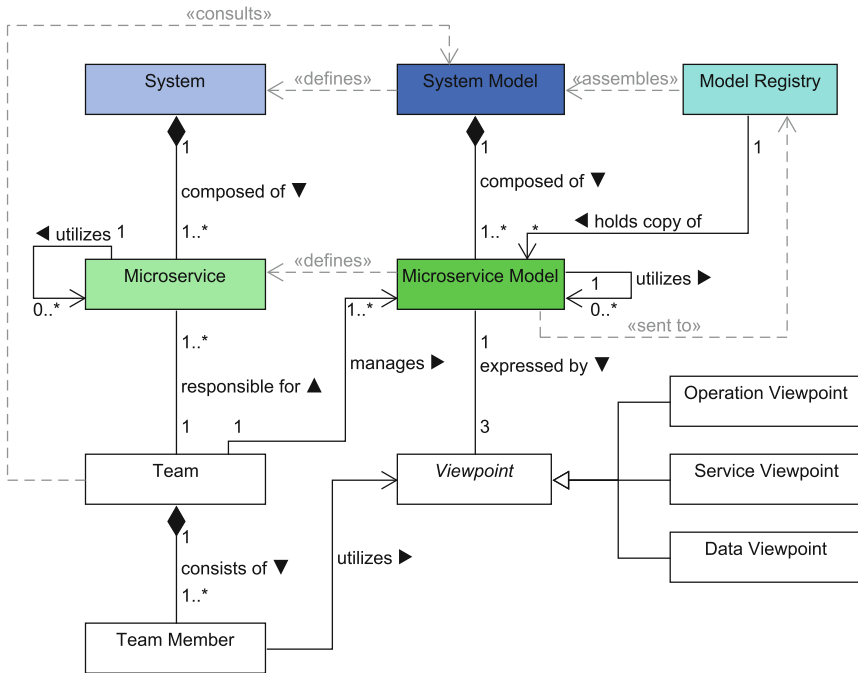 «consults»
System
«defines»
System Model
«assembles»
Model Registry
1
1
1
composed of ▼
composed of ▼
◀ utilizes
1
1..*
1..*
*
◀ holds copy of
Microservice
«defines»
Microservice Model
1
utilizes ▶
0..*
1..*
0..*
«sent to»
1..*
1
manages ▶
expressed by ▼
responsible for ▲
Operation Viewpoint
1
1
3
Team
Viewpoint
Service Viewpoint
1
Data Viewpoint
consists of ▼
utilizes ▶
1..*
Team Member